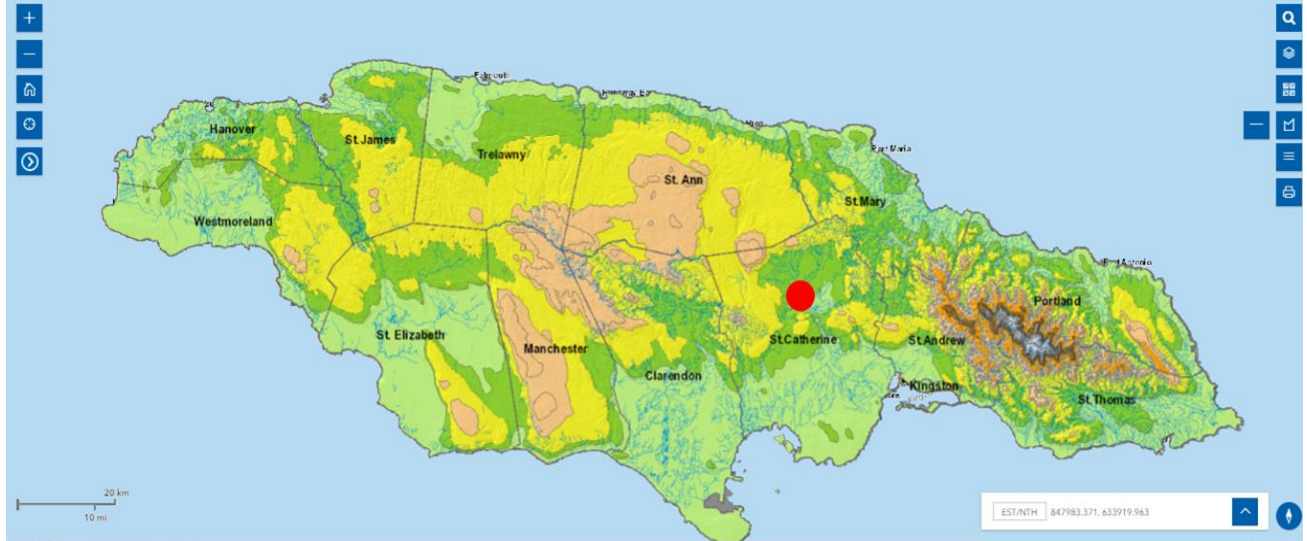 Falmouth
Hanover
St.James
Trelawny
St. Ann
Port Maria
St.Mary
Westmoreland
Portland
St. Elizabeth
Manchester
St.Catherine
St.Andrew
Clarendon
Kingston
St.Thomas
20 km
10 mi
EST/NTH 847983.371, 633919.963